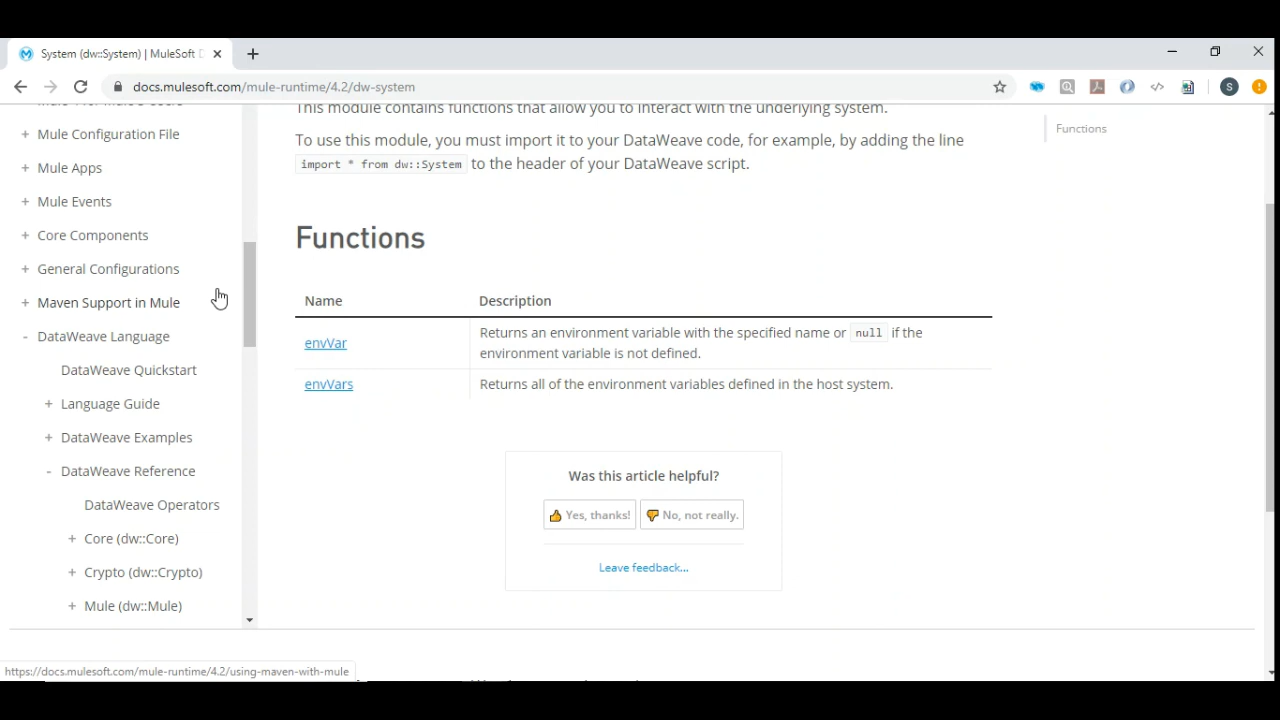 System (dw::System) | MuleSoft D
docs.mulesoft.com/mule-runtime/4.2/dw-system
S
+ Mule Configuration File
+ Mule Apps
+ Mule Events
+ Core Components
+ General Configurations
+ Maven Support in Mule
- DataWeave Language
DataWeave Quickstart
+ Language Guide
+ DataWeave Examples
- DataWeave Reference
DataWeave Operators
+ Core (dw::Core)
+ Crypto (dw::Crypto)
+ Mule (dw::Mule)
This module contains functions that allow you to interact with the underlying system.
To use this module, you must import it to your DataWeave code, for example, by adding the line
import * from dw::System to the header of your DataWeave script.
Functions
Name Description
envVar Returns an environment variable with the specified name or null if the
environment variable is not defined.
envVars Returns all of the environment variables defined in the host system.
Was this article helpful?
Yes, thanks! No, not really.
Leave feedback...
Functions
https://docs.mulesoft.com/mule-runtime/4.2/using-maven-with-mule